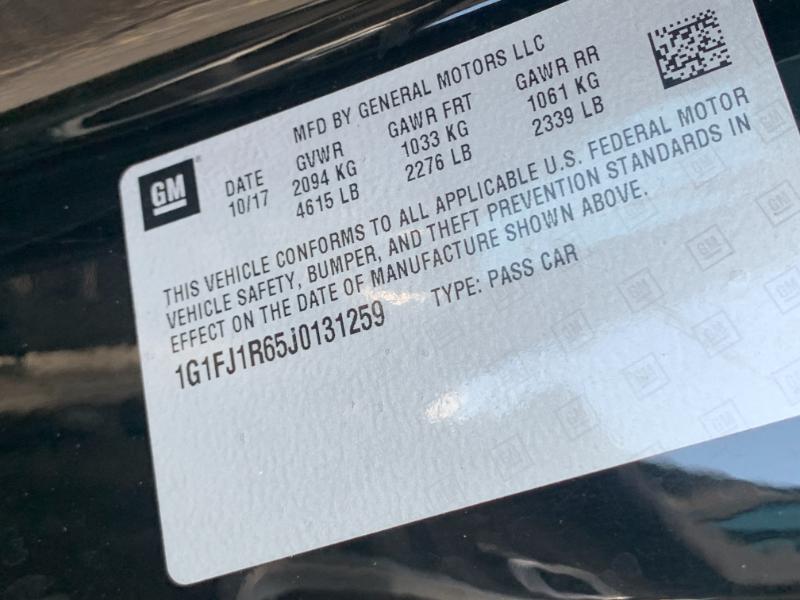 MFD BY GENERAL MOTORS LLC
GM
DATE GVWR GAWR FRT GAWR RR
10/17 2094 KG 1033 KG 1061 KG
4615 LB 2276 LB 2339 LB
THIS VEHICLE CONFORMS TO ALL APPLICABLE U.S. FEDERAL MOTOR
VEHICLE SAFETY, BUMPER, AND THEFT PREVENTION STANDARDS IN
EFFECT ON THE DATE OF MANUFACTURE SHOWN ABOVE.
1G1FJ1R65J0131259 TYPE: PASS CAR